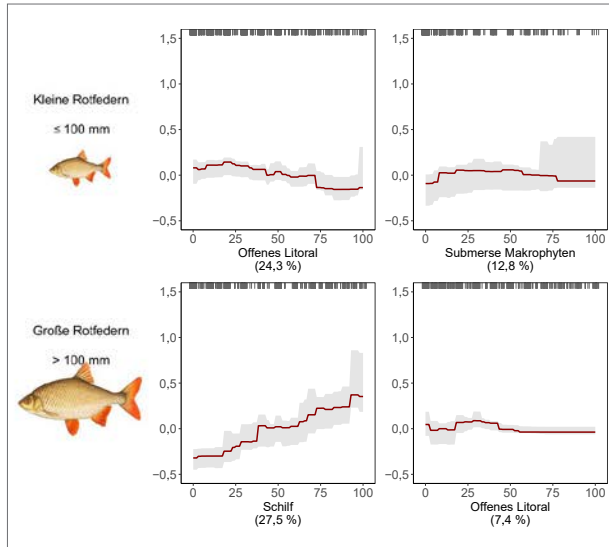 1,5
1,0
0,5
0,0
−0,5
0 25 50 75 100
Offenes Litoral
(24,3 %)
1,5
1,0
0,5
0,0
−0,5
0 25 50 75 100
Submerse Makrophyten
(12,8 %)
Kleine Rotfedern
≤ 100 mm
1,5
1,0
0,5
0,0
−0,5
0 25 50 75 100
Schilf
(27,5 %)
1,5
1,0
0,5
0,0
−0,5
0 25 50 75 100
Offenes Litoral
(7,4 %)
Große Rotfedern
> 100 mm